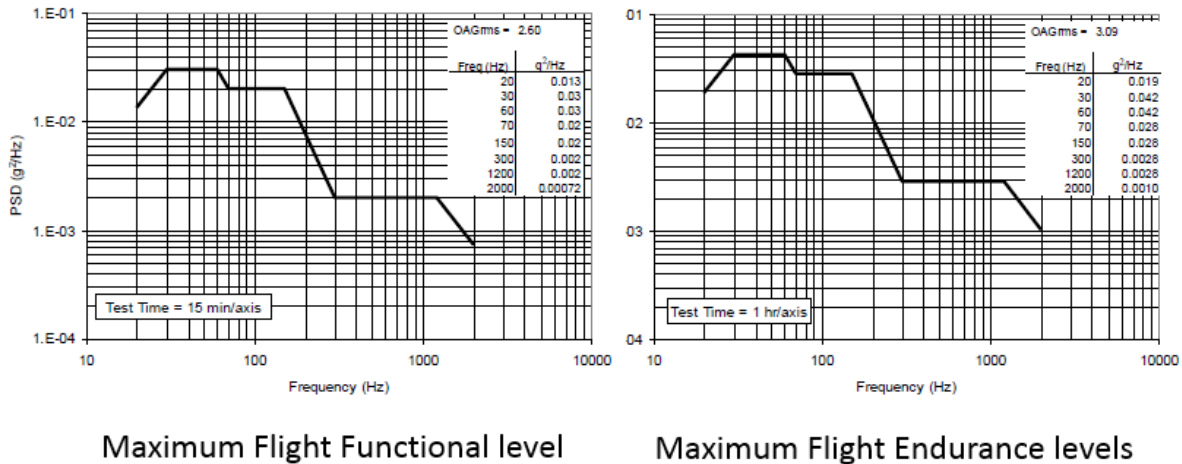 1.E-01
OAGrms = 2.60
Freq (Hz) g²/Hz
20 0.013
30 0.03
60 0.03
70 0.02
150 0.02
300 0.002
1200 0.002
2000 0.00072
1.E-02
PSD (g²/Hz)
1.E-03
Test Time = 15 min/axis
1.E-04
10 100 1000 10000
Frequency (Hz)
Maximum Flight Functional level
01
OAGrms = 3.09
Freq (Hz) g²/Hz
20 0.019
30 0.042
60 0.042
70 0.028
150 0.028
300 0.0028
1200 0.0028
2000 0.0010
02
03
Test Time = 1 hr/axis
04
10 100 1000 10000
Frequency (Hz)
Maximum Flight Endurance levels